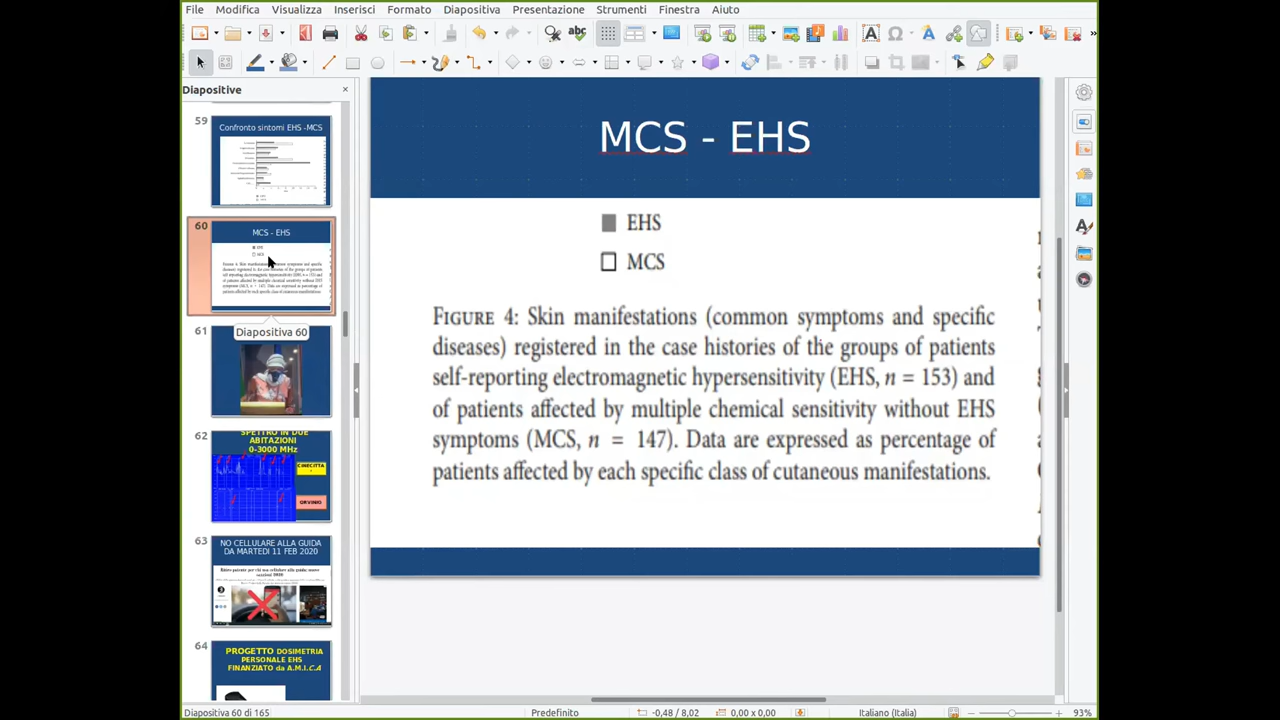 File Modifica Visualizza Inserisci Formato Diapositiva Presentazione Strumenti Finestra Aiuto
Diapositive
59
Confronto sintomi EHS -MCS
60
MCS - EHS
EHS
MCS
Diapositiva 60
61
62
SPETTRO IN DUE
ABITAZIONI
0-3000 MHz
CINECITTA'
ORVINIO
63
NO CELLULARE ALLA GUIDA
DA MARTEDI 11 FEB 2020
64
PROGETTO DOSIMETRIA
PERSONALE EHS
FINANZIATO da A.M.I.C.A
MCS - EHS
EHS
MCS
FIGURE 4: Skin manifestations (common symptoms and specific
diseases) registered in the case histories of the groups of patients
self-reporting electromagnetic hypersensitivity (EHS, n = 153) and
of patients affected by multiple chemical sensitivity without EHS
symptoms (MCS, n = 147). Data are expressed as percentage of
patients affected by each specific class of cutaneous manifestations.
Diapositiva 60 di 165 Predefinito -0,48 / 8,02 0,00 x 0,00 Italiano (Italia) 93%